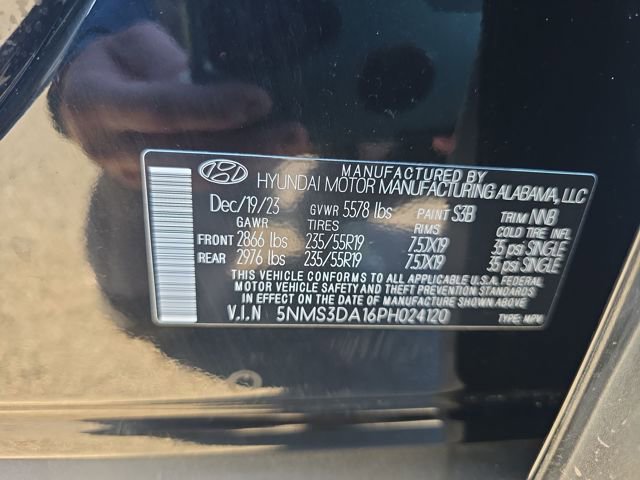 MANUFACTURED BY
HYUNDAI MOTOR MANUFACTURING ALABAMA, LLC
Dec/19/23 GVWR 5578 lbs PAINT S3B TRIM NNB
GAWR TIRES RIMS COLD TIRE INFL
FRONT 2866 lbs 235/55R19 7.5JX19 35 psi SINGLE
REAR 2976 lbs 235/55R19 7.5JX19 35 psi SINGLE
THIS VEHICLE CONFORMS TO ALL APPLICABLE U.S.A. FEDERAL
MOTOR VEHICLE SAFETY AND THEFT PREVENTION STANDARDS
IN EFFECT ON THE DATE OF MANUFACTURE SHOWN ABOVE
V.I.N 5NMS3DA16PH024120 TYPE: MPV